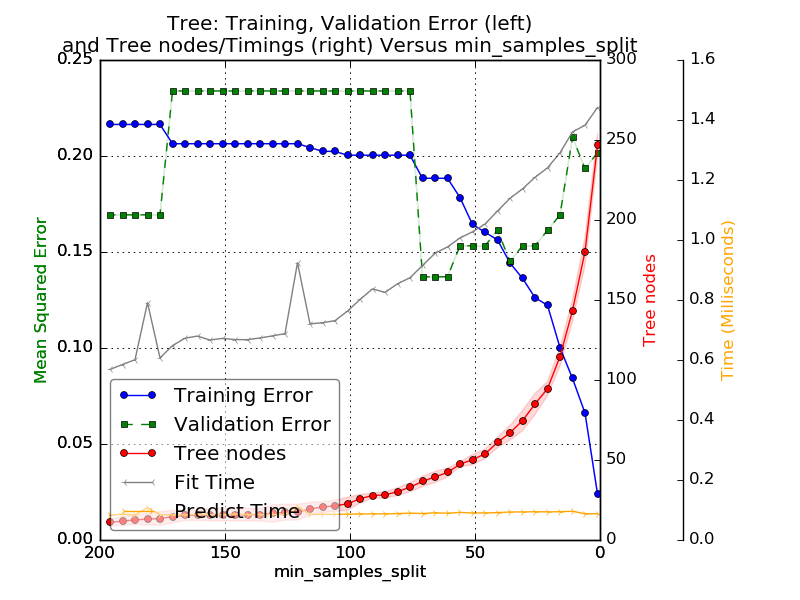 Tree: Training, Validation Error (left)
and Tree nodes/Timings (right) Versus min_samples_split
0.25
0.20
0.15
0.10
0.05
0.00
Mean Squared Error
200
150
100
50
0
min_samples_split
300
250
200
150
100
50
0
Tree nodes
1.6
1.4
1.2
1.0
0.8
0.6
0.4
0.2
0.0
Time (Milliseconds)
Training Error
Validation Error
Tree nodes
Fit Time
Predict Time